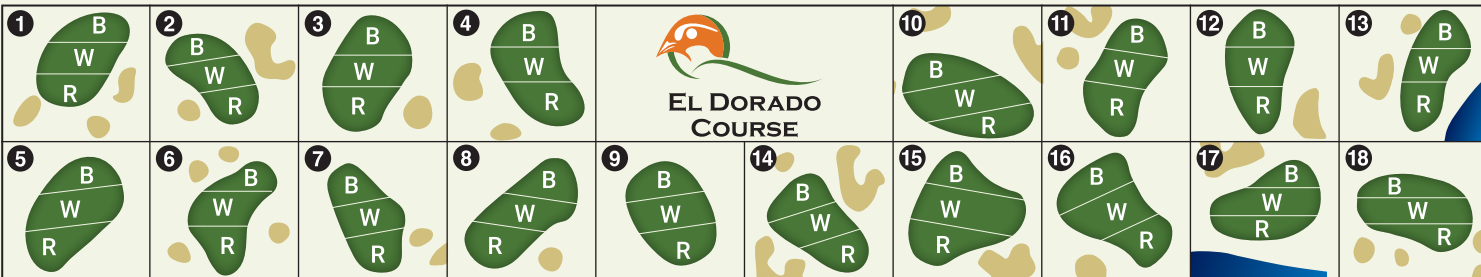 1 B W R
2 B W R
3 B W R
4 B W R
EL DORADO
COURSE
10 B W R
11 B W R
12 B W R
13 B W R
5 B W R
6 B W R
7 B W R
8 B W R
9 B W R
14 B W R
15 B W R
16 B W R
17 B W R
18 B W R